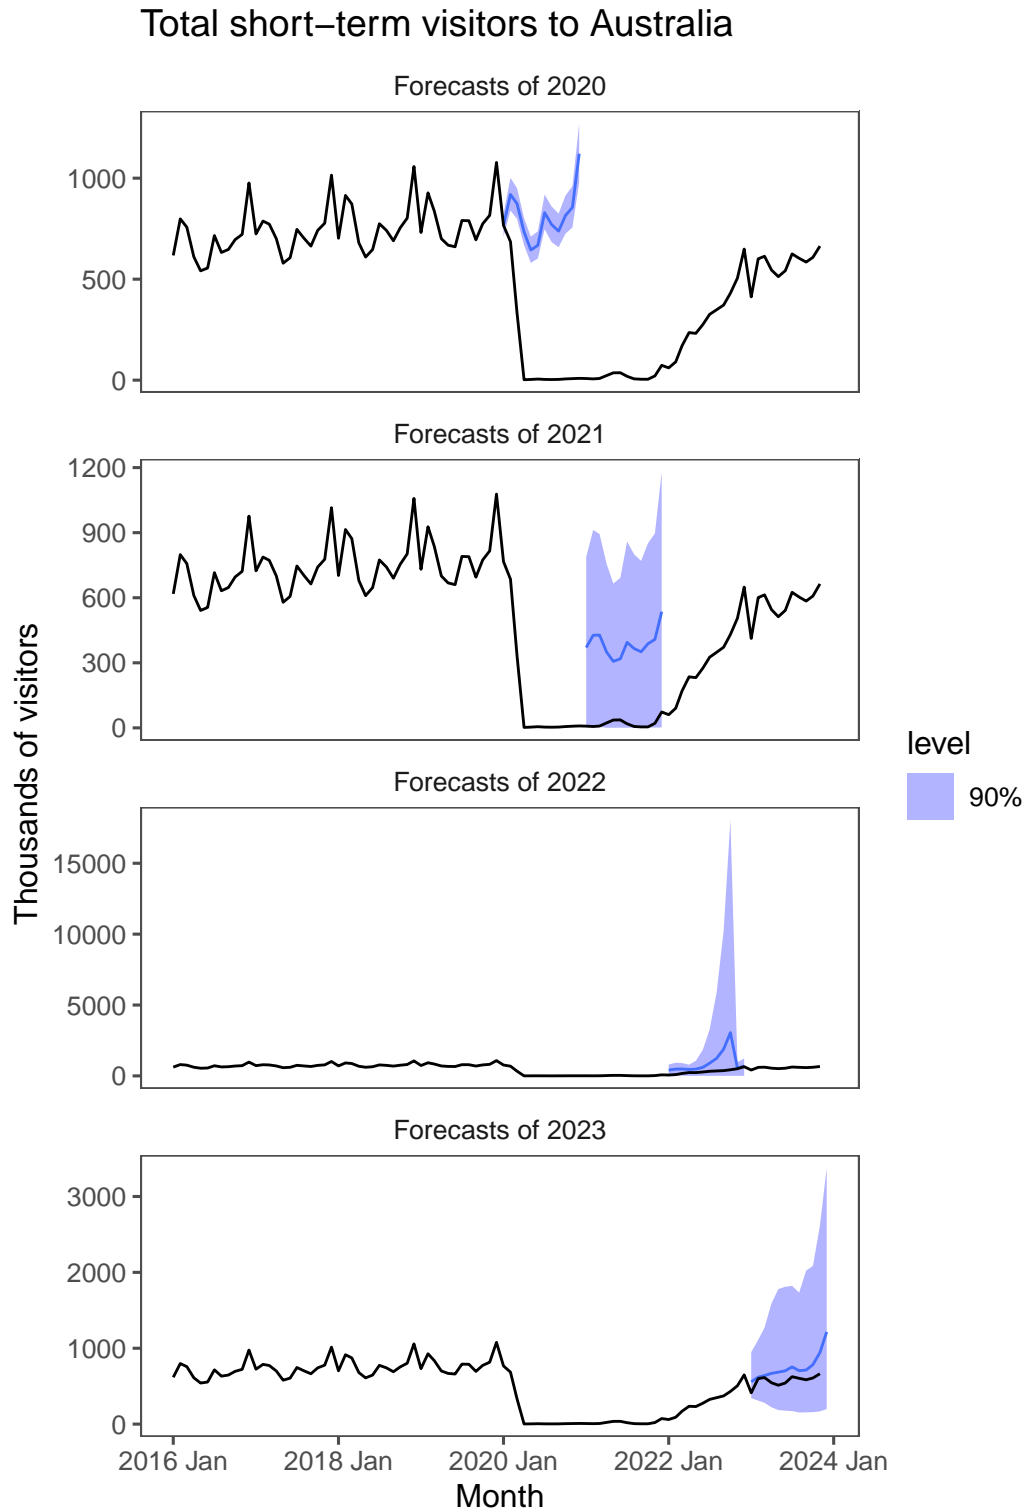 Total short−term visitors to Australia
Forecasts of 2020
1000
500
0
Forecasts of 2021
1200
900
600
300
0
Thousands of visitors
level
90%
Forecasts of 2022
15000
10000
5000
0
Forecasts of 2023
3000
2000
1000
0
2016 Jan 2018 Jan 2020 Jan 2022 Jan 2024 Jan
Month